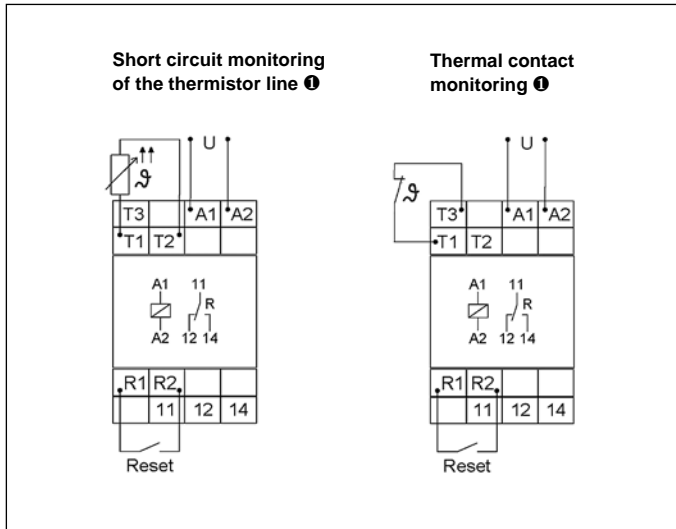 Short circuit monitoring
of the thermistor line ❶
U
ϑ
T3 A1 A2
T1 T2
A1 11
R
A2 12 14
R1 R2
11 12 14
Reset
Thermal contact
monitoring ❶
U
ϑ
T3 A1 A2
T1 T2
A1 11
R
A2 12 14
R1 R2
11 12 14
Reset